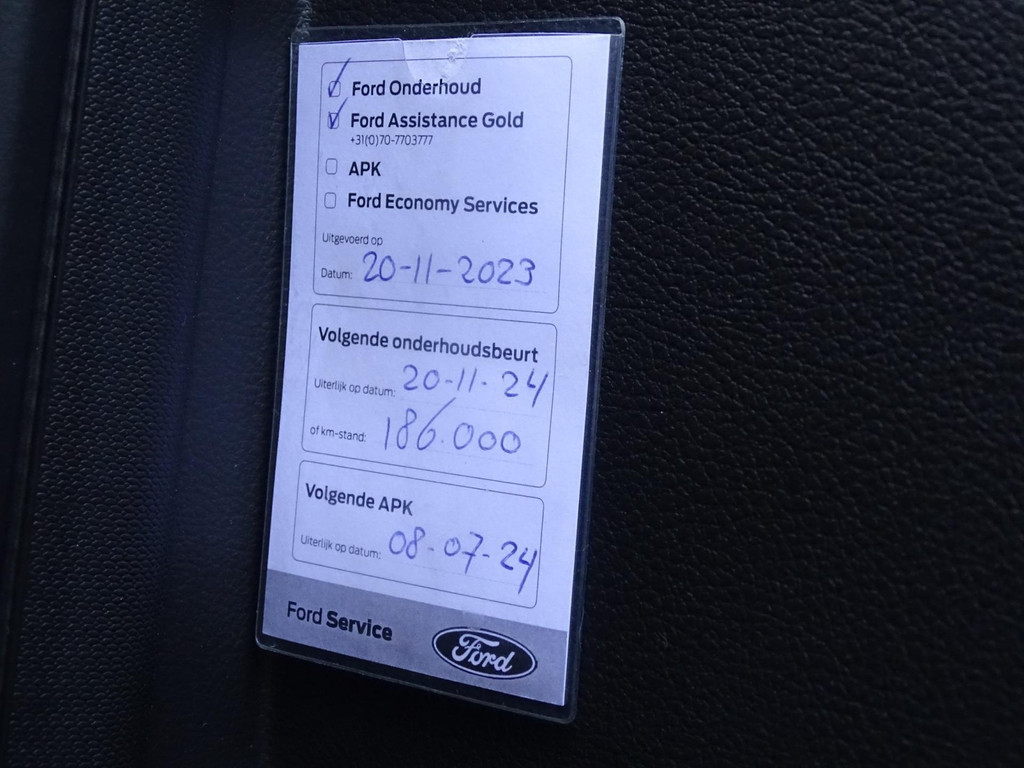 Ford Onderhoud
Ford Assistance Gold
+31(0)70-7703777
APK
Ford Economy Services
Uitgevoerd op
Datum: 20-11-2023
Volgende onderhoudsbeurt
Uiterlijk op datum: 20-11-24
of km-stand: 186.000
Volgende APK
Uiterlijk op datum: 08-07-24
Ford Service
Ford